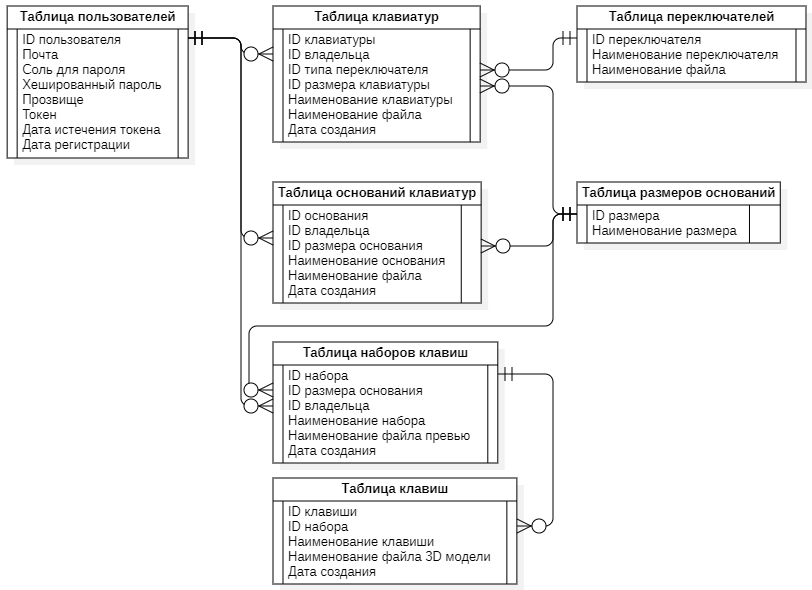 Таблица пользователей
ID пользователя
Почта
Соль для пароля
Хешированный пароль
Прозвище
Токен
Дата истечения токена
Дата регистрации
Таблица клавиатур
ID клавиатуры
ID владельца
ID типа переключателя
ID размера клавиатуры
Наименование клавиатуры
Наименование файла
Дата создания
Таблица переключателей
ID переключателя
Наименование переключателя
Наименование файла
Таблица оснований клавиатур
ID основания
ID владельца
ID размера основания
Наименование основания
Наименование файла
Дата создания
Таблица размеров оснований
ID размера
Наименование размера
Таблица наборов клавиш
ID набора
ID размера основания
ID владельца
Наименование набора
Наименование файла превью
Дата создания
Таблица клавиш
ID клавиши
ID набора
Наименование клавиши
Наименование файла 3D модели
Дата создания